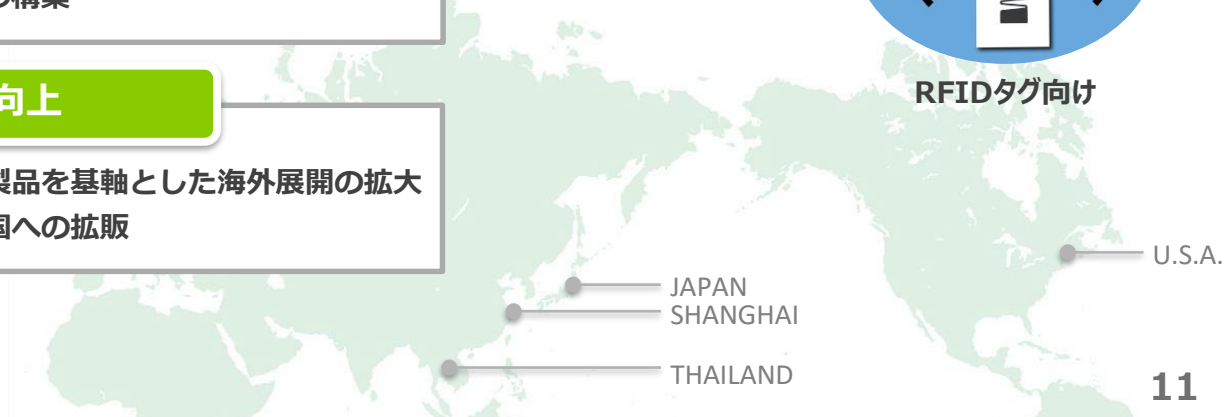 の構築
向上
製品を基軸とした海外展開の拡大
国への拡販
RFIDタグ向け
U.S.A.
JAPAN
SHANGHAI
THAILAND
11